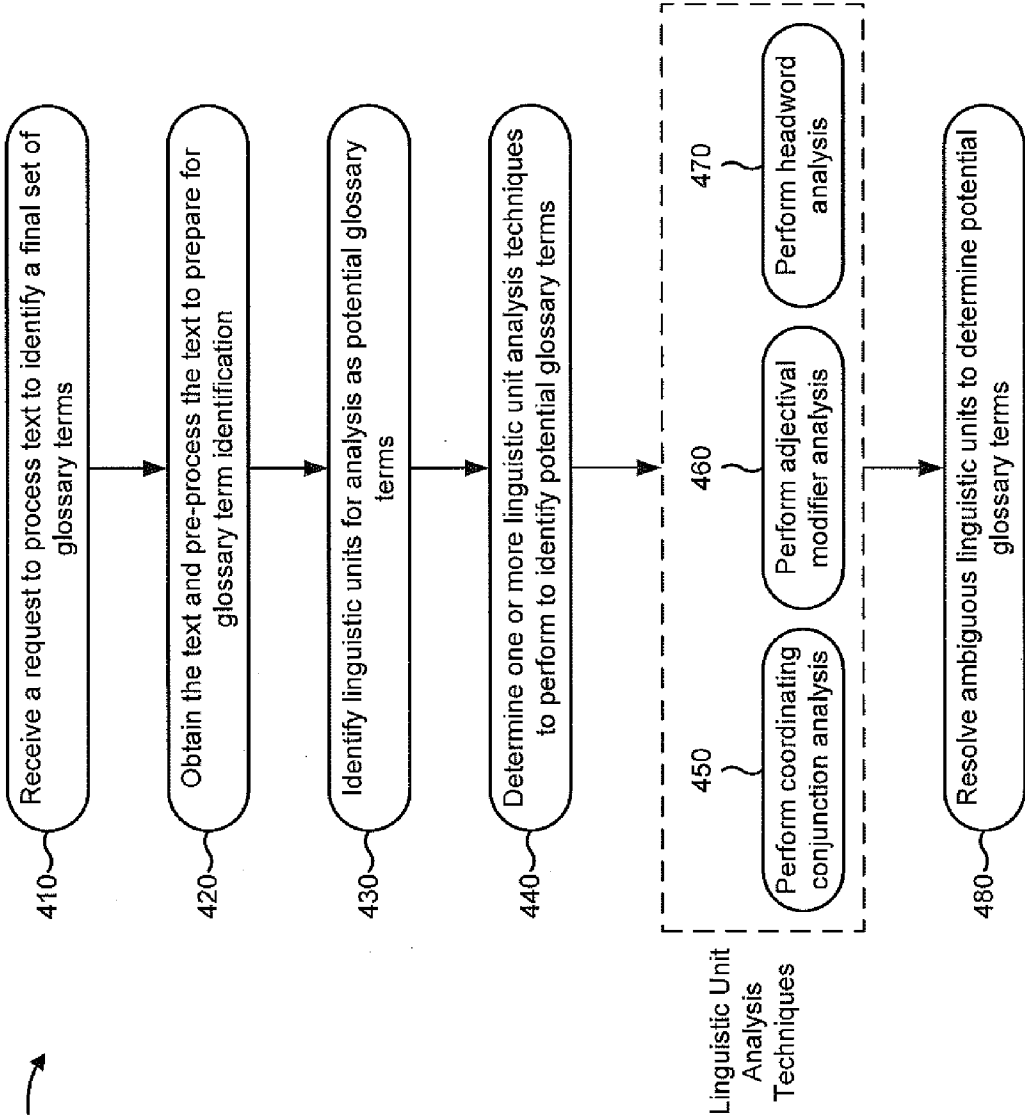 410
Receive a request to process text to identify a final set of
glossary terms
420
Obtain the text and pre-process the text to prepare for
glossary term identification
430
Identify linguistic units for analysis as potential glossary
terms
440
Determine one or more linguistic unit analysis techniques
to perform to identify potential glossary terms
Linguistic Unit
Analysis
Techniques
450
Perform coordinating
conjunction analysis
460
Perform adjectival
modifier analysis
470
Perform headword
analysis
480
Resolve ambiguous linguistic units to determine potential
glossary terms